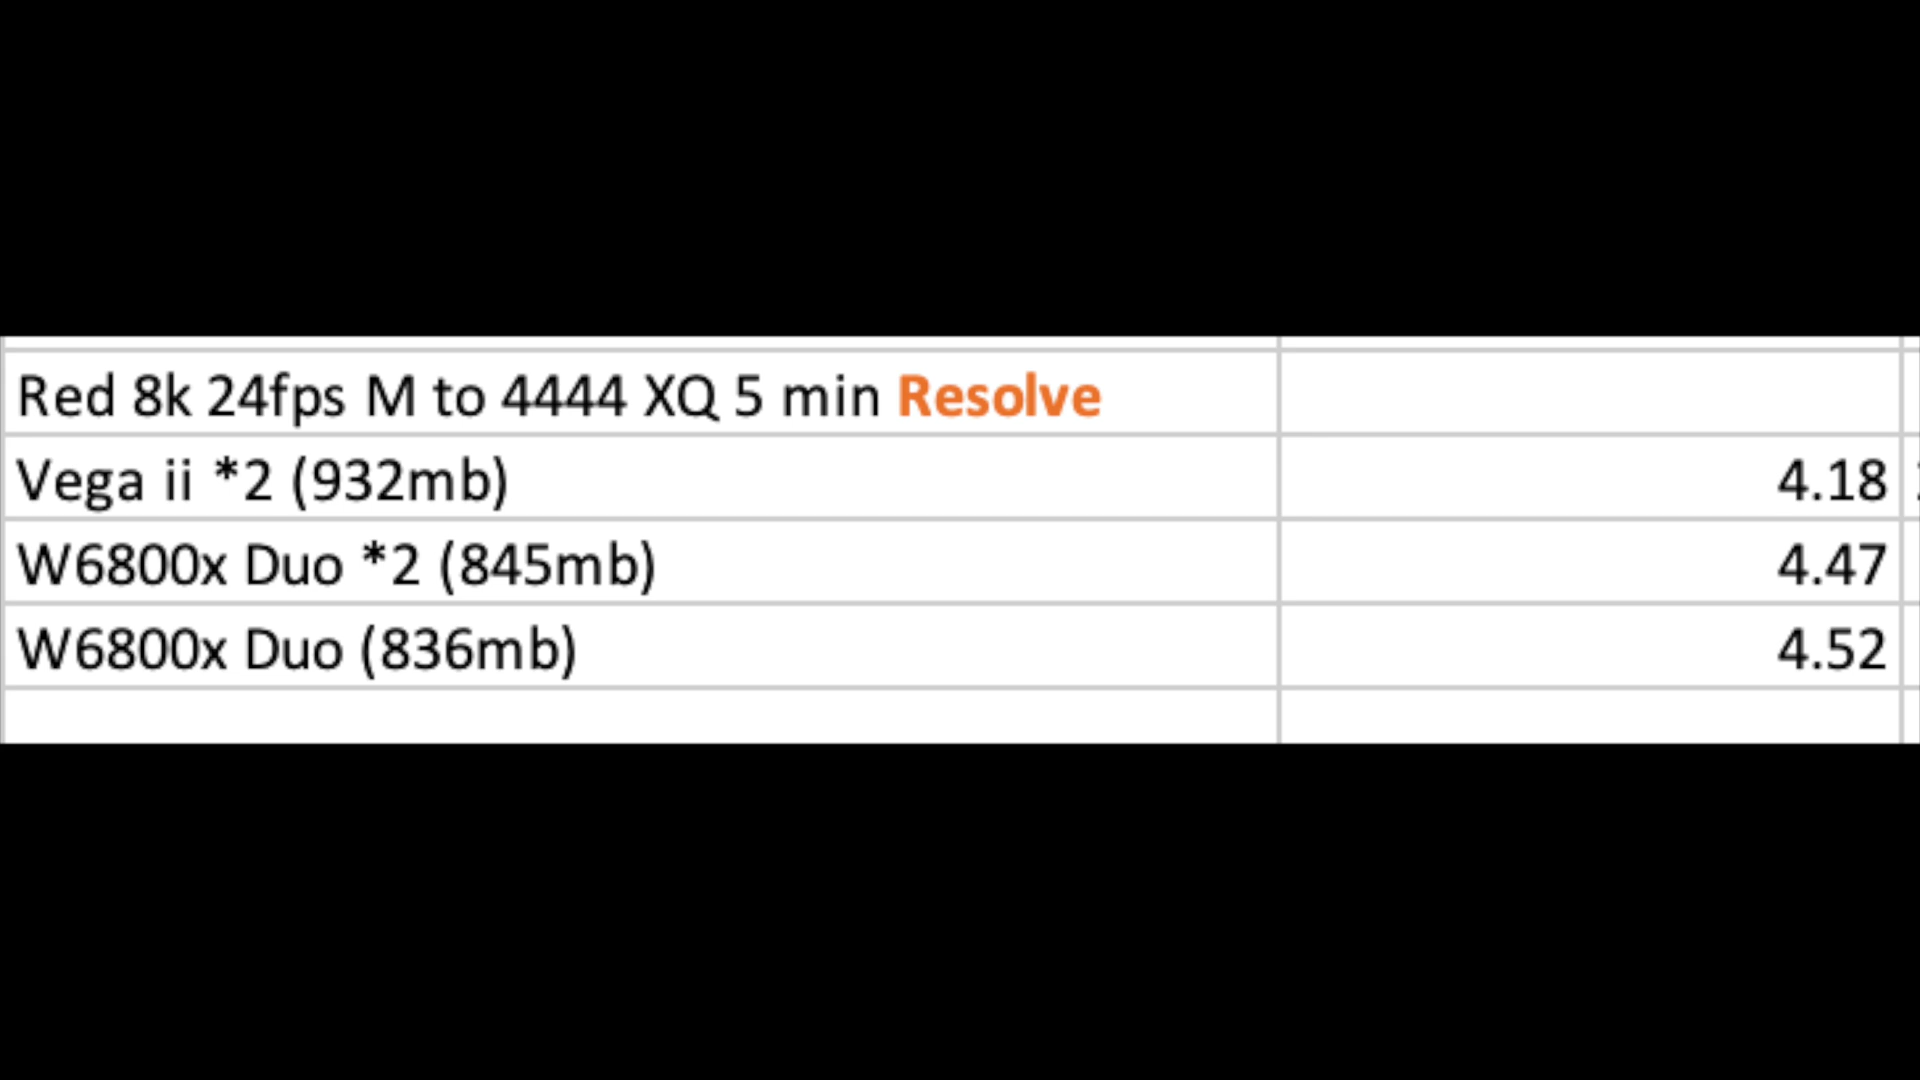 Red 8k 24fps M to 4444 XQ 5 min Resolve
Vega ii *2 (932mb) 4.18
W6800x Duo *2 (845mb) 4.47
W6800x Duo (836mb) 4.52